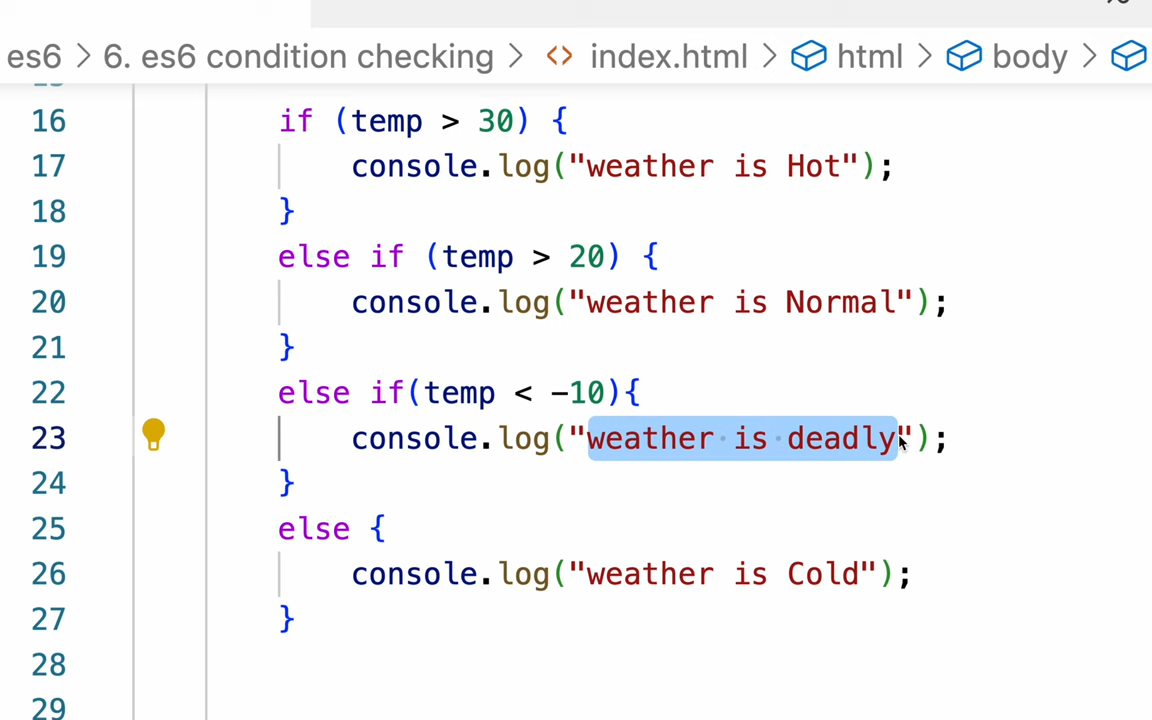 es6 > 6. es6 condition checking > <> index.html > html > body >
16 if (temp > 30) {
17 console.log("weather is Hot");
18 }
19 else if (temp > 20) {
20 console.log("weather is Normal");
21 }
22 else if(temp < -10){
23 console.log("weather is deadly");
24 }
25 else {
26 console.log("weather is Cold");
27 }
28
29